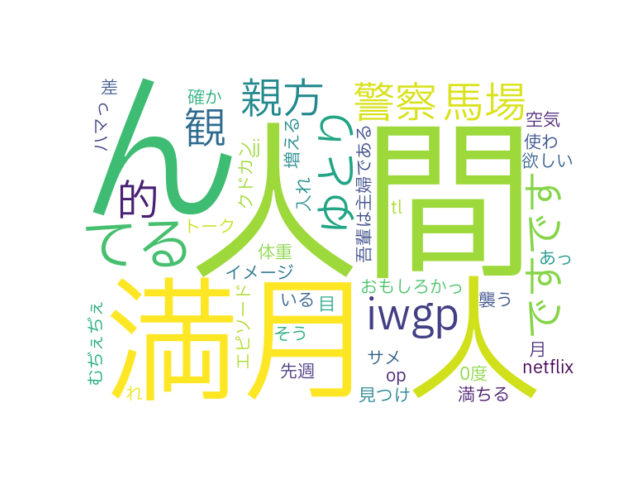 差
ハマっ
ん
確か
観
親方
警察
馬場
空気
使わ
欲しい
的
てる
トーク
クドカン
増える
入れ
ゆとり
吾輩は主婦である
人間
tl
ですです
体重
イメージ
満月
エピソード
いる
目
そう
先週
おもしろかっ
iwgp
襲う
あっ
人
むぢぇぢぇ
れ
サメ
op
見つけ
0度
満ちる
月
netflix